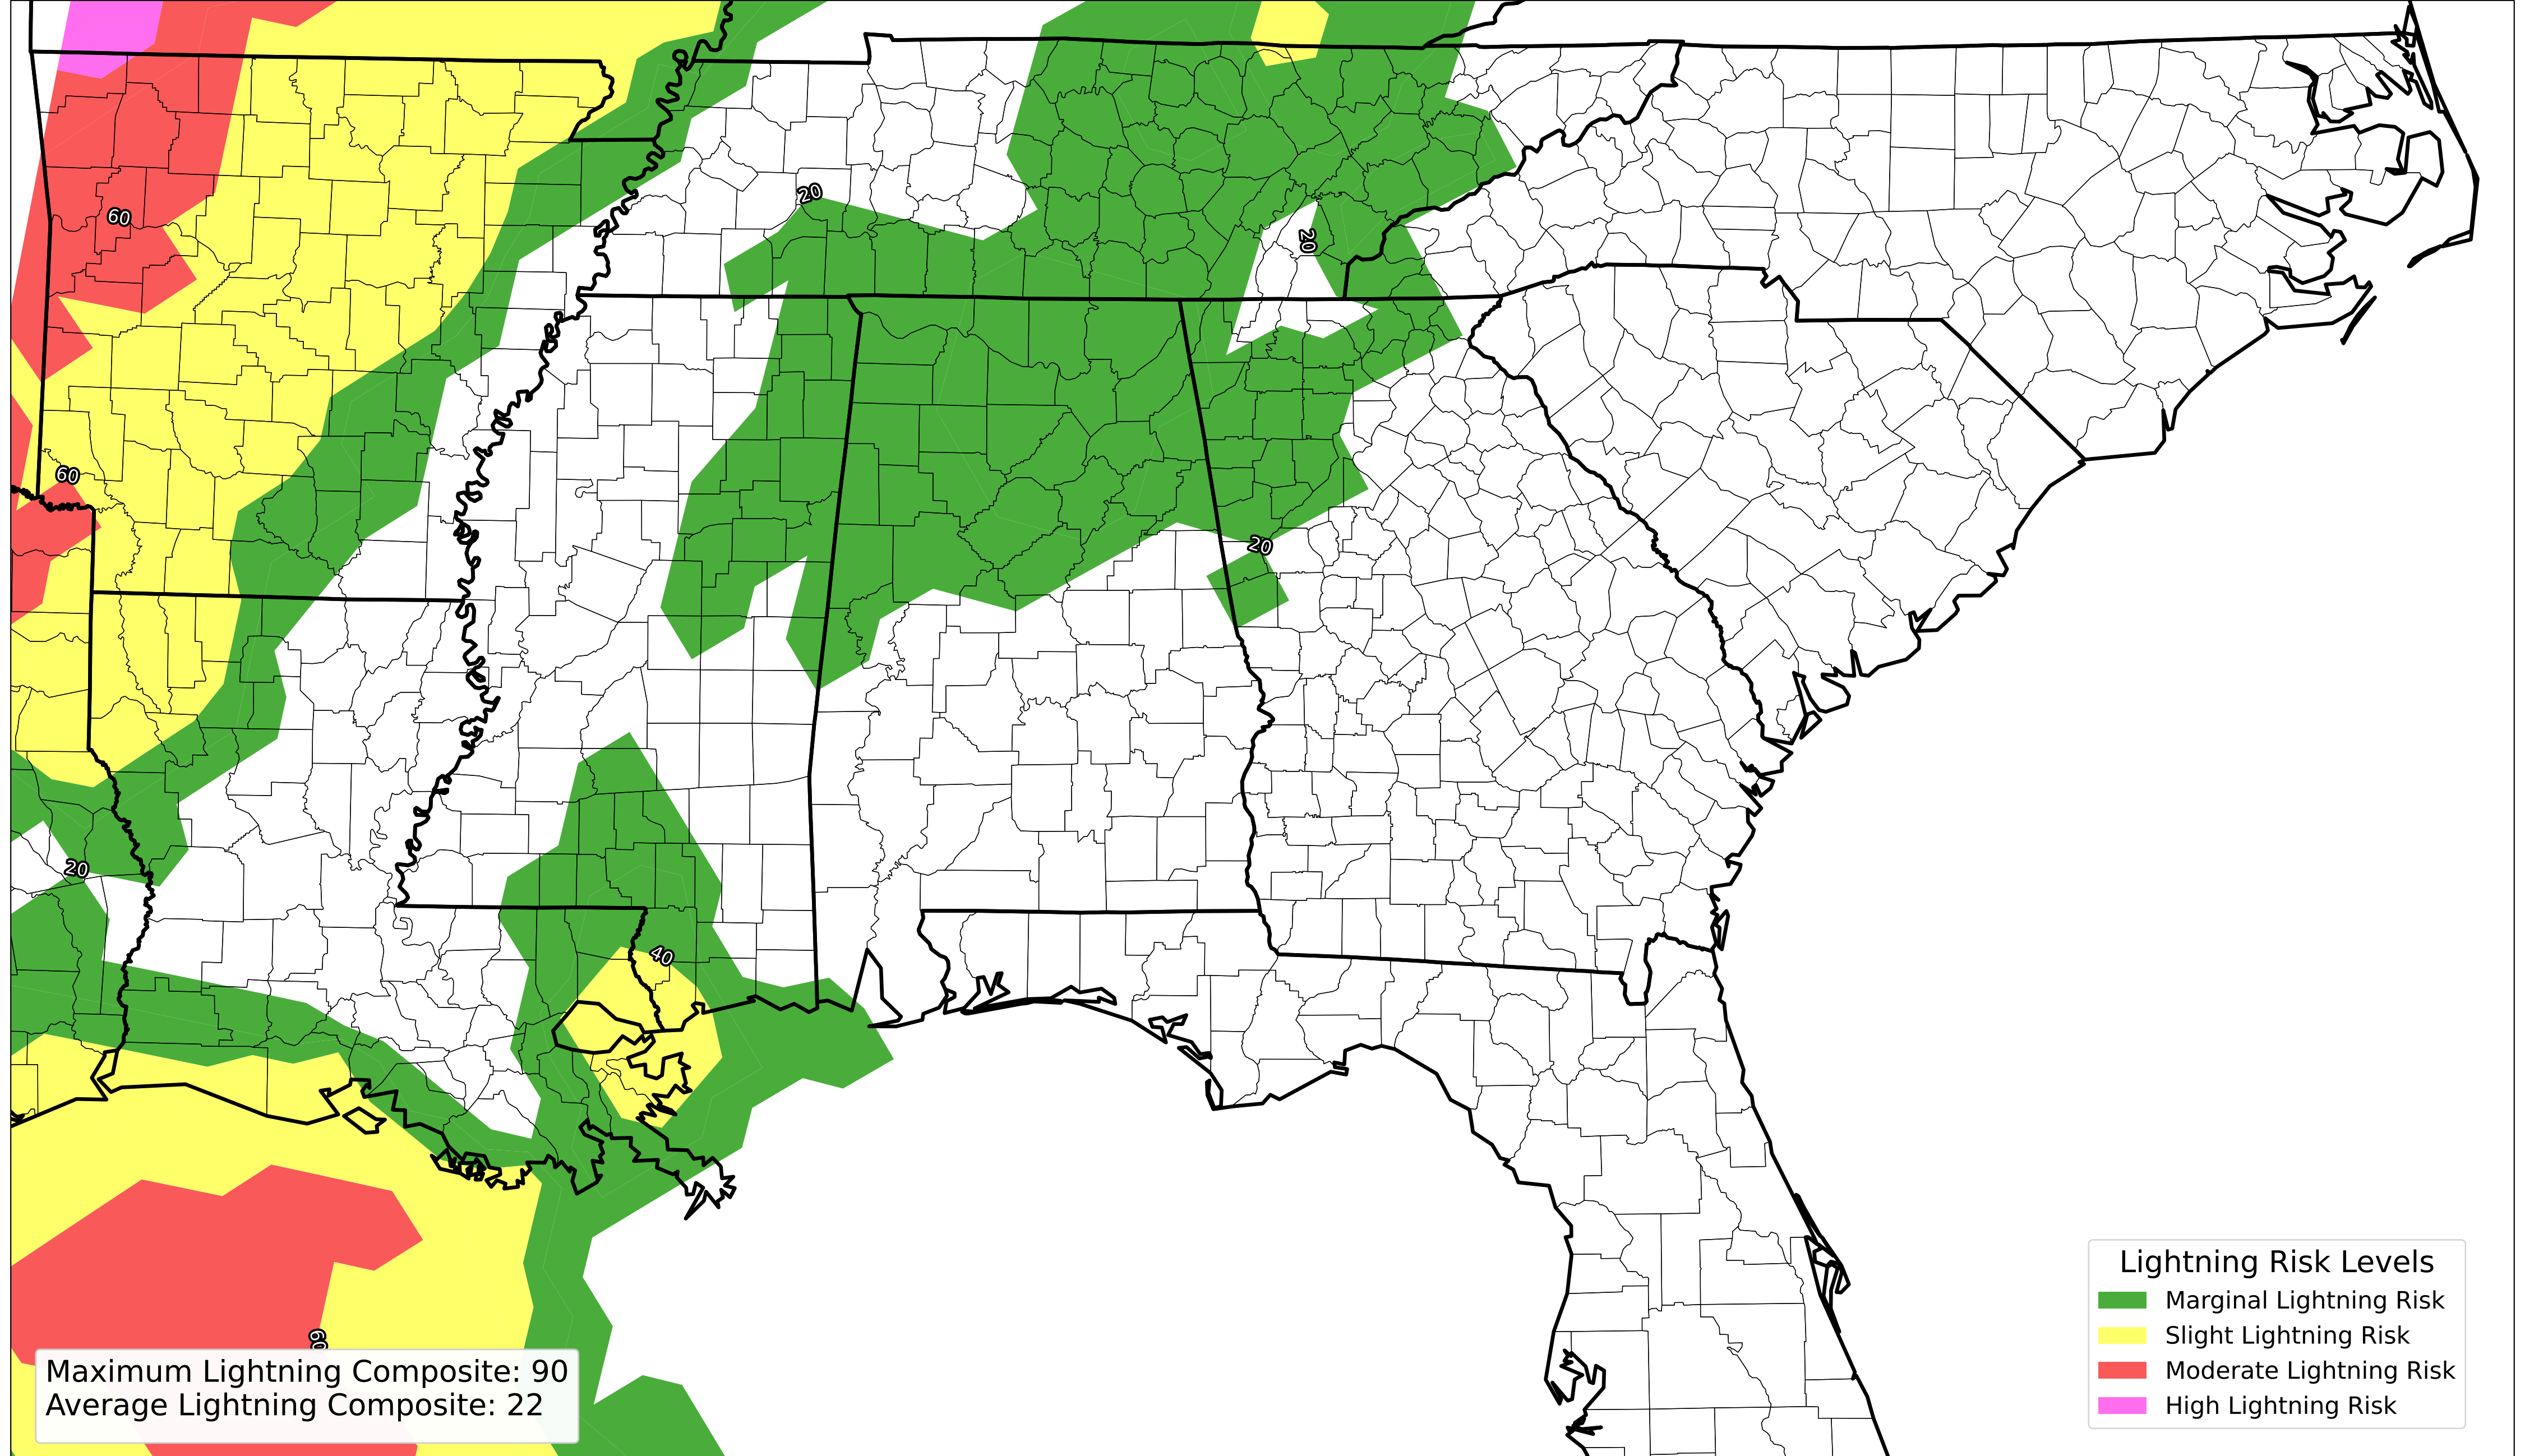 20
60
20
60
20
20
40
60
Lightning Risk Levels
Marginal Lightning Risk
Slight Lightning Risk
Moderate Lightning Risk
High Lightning Risk
Maximum Lightning Composite: 90
Average Lightning Composite: 22